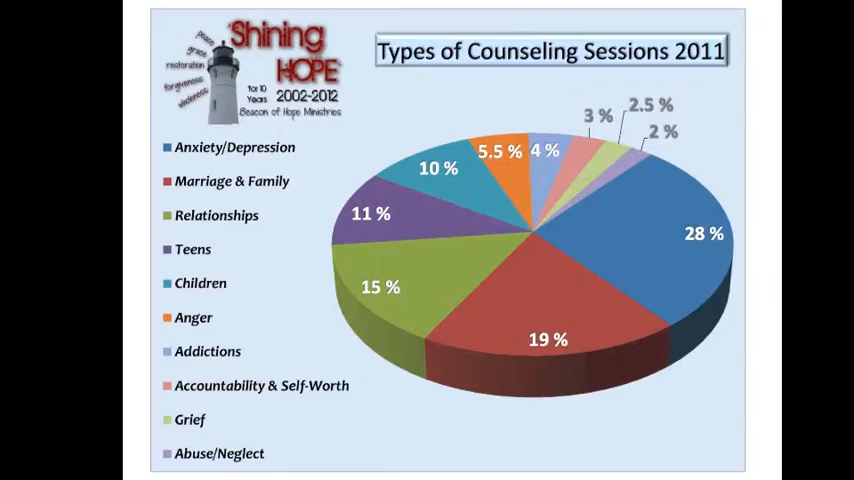 Shining
HOPE
peace
grace
restoration
forgiveness
wholeness
for 10
Years
2002-2012
Beacon of Hope Ministries
Types of Counseling Sessions 2011
Anxiety/Depression
Marriage & Family
Relationships
Teens
Children
Anger
Addictions
Accountability & Self-Worth
Grief
Abuse/Neglect
28 %
19 %
15 %
11 %
10 %
5.5 %
4 %
3 %
2.5 %
2 %